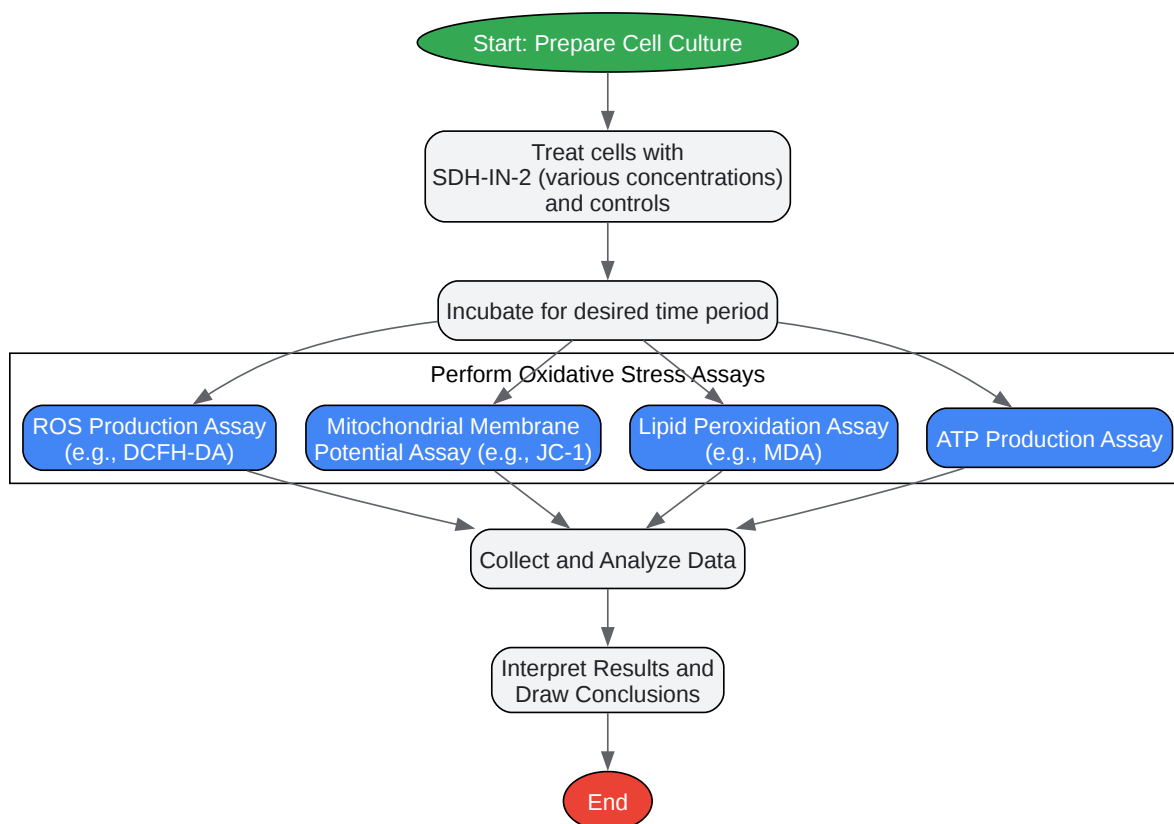 Start: Prepare Cell Culture
Treat cells with
SDH-IN-2 (various concentrations)
and controls
Incubate for desired time period
Perform Oxidative Stress Assays
ROS Production Assay
(e.g., DCFH-DA)
Mitochondrial Membrane
Potential Assay (e.g., JC-1)
Lipid Peroxidation Assay
(e.g., MDA)
ATP Production Assay
Collect and Analyze Data
Interpret Results and
Draw Conclusions
End